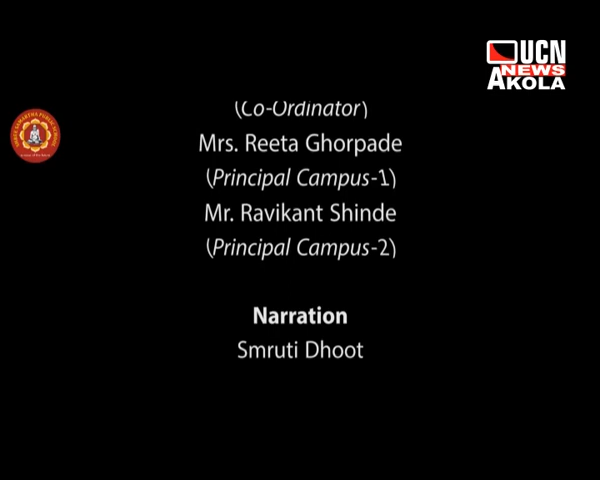 UCN
NEWS
AKOLA
(Co-Ordinator)
Mrs. Reeta Ghorpade
(Principal Campus-1)
Mr. Ravikant Shinde
(Principal Campus-2)
Narration
Smruti Dhoot